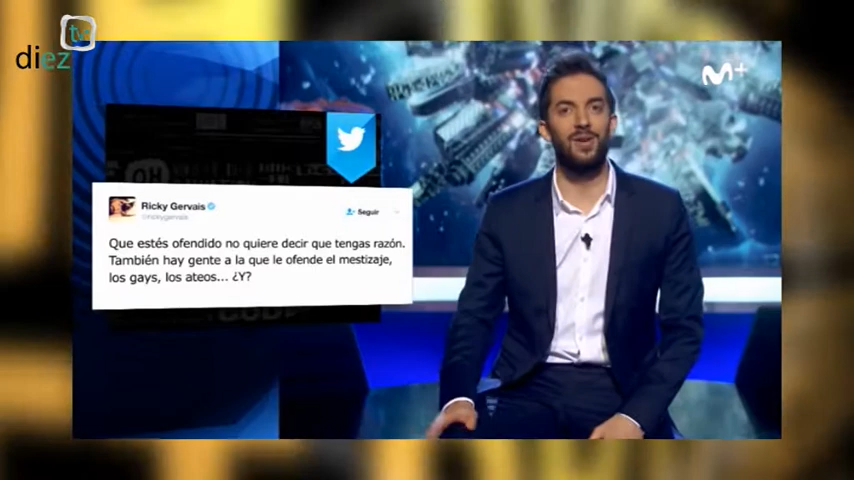 diez
tv
M+
Ricky Gervais
@rickygervais
Seguir
Que estés ofendido no quiere decir que tengas razón.
También hay gente a la que le ofende el mestizaje,
los gays, los ateos... ¿Y?